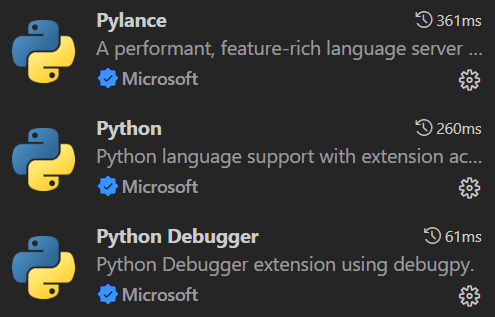 Pylance 361ms
A performant, feature-rich language server ...
Microsoft
Python 260ms
Python language support with extension ac...
Microsoft
Python Debugger 61ms
Python Debugger extension using debugpy.
Microsoft